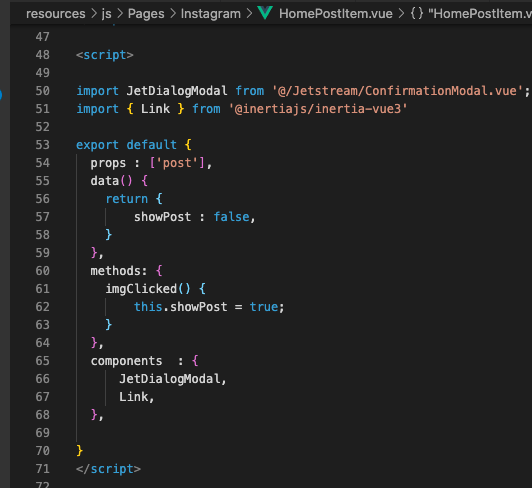 resources > js > Pages > Instagram > HomePostItem.vue > {} "HomePostItem.v
47
48 <script>
49
50 import JetDialogModal from '@/Jetstream/ConfirmationModal.vue';
51 import { Link } from '@inertiajs/inertia-vue3'
52
53 export default {
54   props : ['post'],
55   data() {
56     return {
57         showPost : false,
58     }
59   },
60   methods: {
61     imgClicked() {
62         this.showPost = true;
63     }
64   },
65   components  : {
66       JetDialogModal,
67       Link,
68   },
69
70 }
71 </script>
72